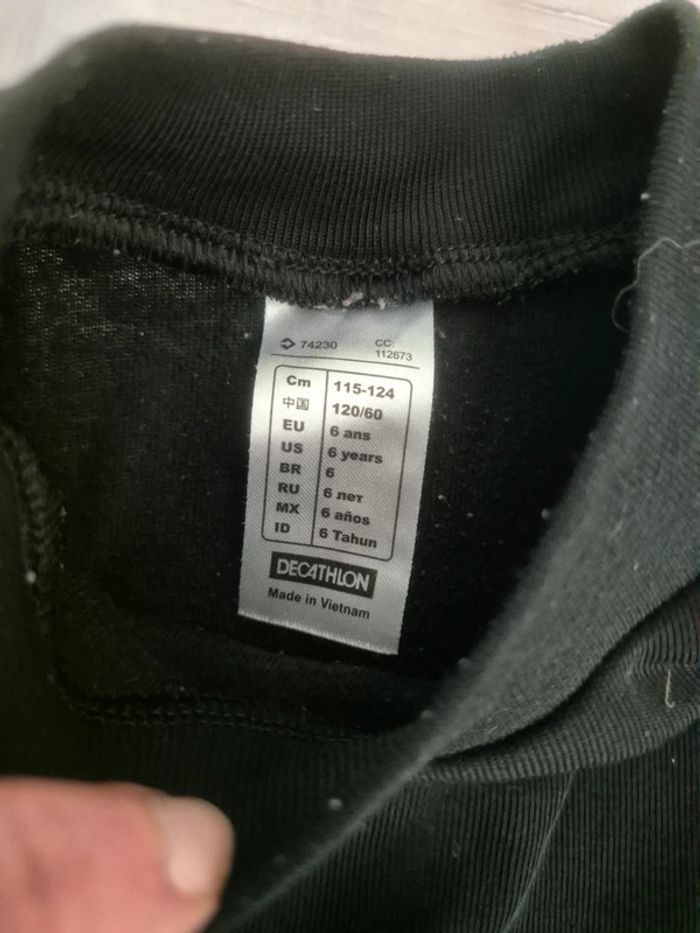 74230 CC: 112673
Cm 115-124
中国 120/60
EU 6 ans
US 6 years
BR 6
RU 6 лет
MX 6 años
ID 6 Tahun
DECATHLON
Made in Vietnam